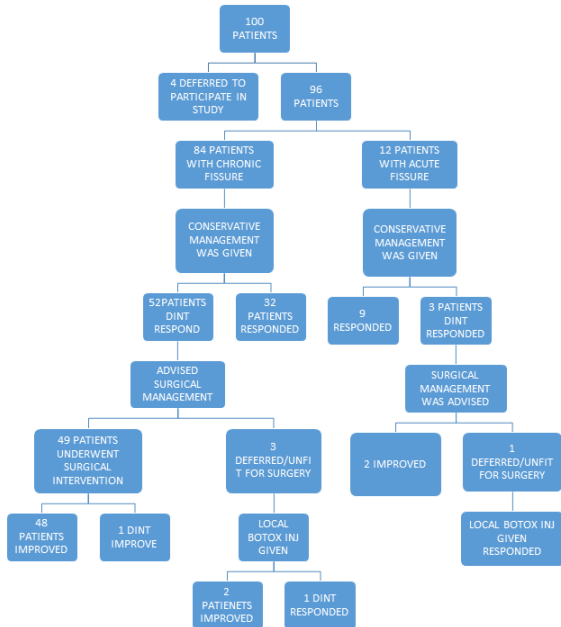 100
PATIENTS
4 DEFERRED TO
PARTICIPATE IN
STUDY
96
PATIENTS
84 PATIENTS
WITH CHRONIC
FISSURE
12 PATIENTS
WITH ACUTE
FISSURE
CONSERVATIVE
MANAGEMENT
WAS GIVEN
CONSERVATIVE
MANAGEMENT
WAS GIVEN
52PATIENTS
DINT
RESPOND
32
PATIENTS
RESPONDED
9
RESPONDED
3 PATIENTS
DINT
RESPONDED
ADVISED
SURGICAL
MANAGEMENT
SURGICAL
MANAGEMENT
WAS ADVISED
49 PATIENTS
UNDERWENT
SURGICAL
INTERVENTION
3
DEFERRED/UNFI
T FOR SURGERY
2 IMPROVED
1
DEFERRED/UNFIT
FOR SURGERY
48
PATIENTS
IMPROVED
1 DINT
IMPROVE
LOCAL
BOTOX INJ
GIVEN
LOCAL BOTOX INJ
GIVEN
RESPONDED
2
PATIENETS
IMPROVED
1 DINT
RESPONDED